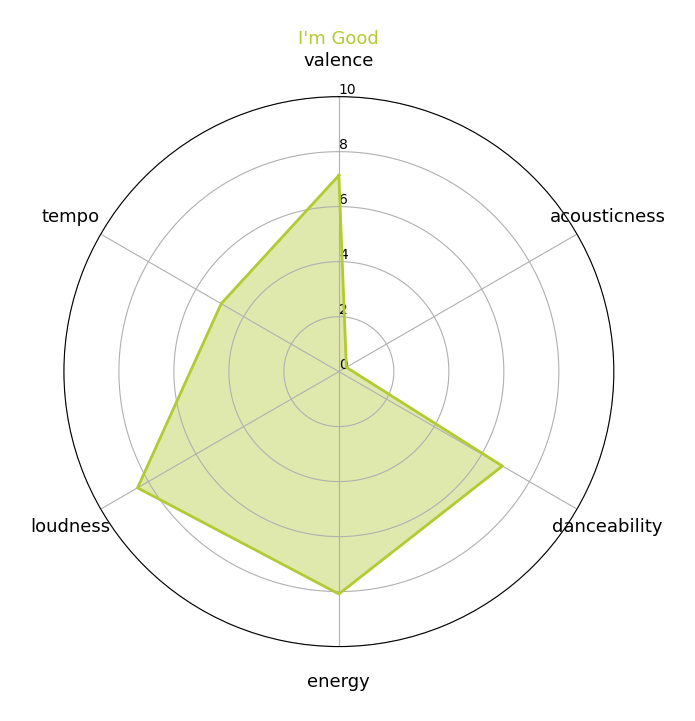 I'm Good
valence
10
8
6
4
2
0
tempo
acousticness
loudness
danceability
energy